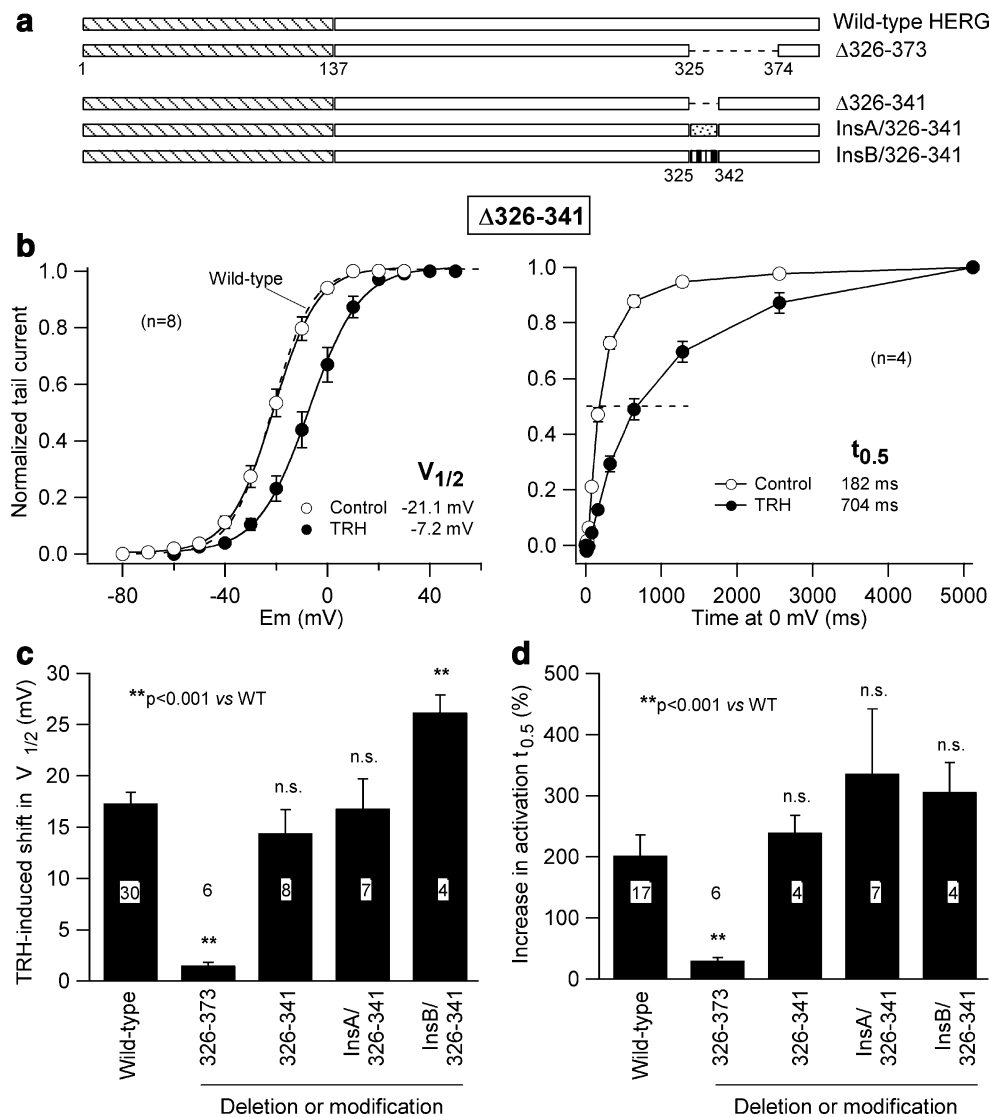 a
Wild-type HERG
Δ326-373
1 137 325 374
Δ326-341
InsA/326-341
InsB/326-341
325 342
Δ326-341
b
Normalized tail current
1.0
0.8
0.6
0.4
0.2
0.0
Wild-type
(n=8)
V1/2
Control -21.1 mV
TRH -7.2 mV
-80 -40 0 40
Em (mV)
1.0
0.8
0.6
0.4
0.2
0.0
(n=4)
t0.5
Control 182 ms
TRH 704 ms
0 1000 2000 3000 4000 5000
Time at 0 mV (ms)
c
TRH-induced shift in V 1/2 (mV)
30
25
20
15
10
5
0
**p<0.001 vs WT
**
n.s.
n.s.
**
30 6 8 7 4
Wild-type
326-373
326-341
InsA/
326-341
InsB/
326-341
Deletion or modification
d
Increase in activation t0.5 (%)
500
400
300
200
100
0
**p<0.001 vs WT
**
n.s.
n.s.
n.s.
17 6 4 7 4
Wild-type
326-373
326-341
InsA/
326-341
InsB/
326-341
Deletion or modification